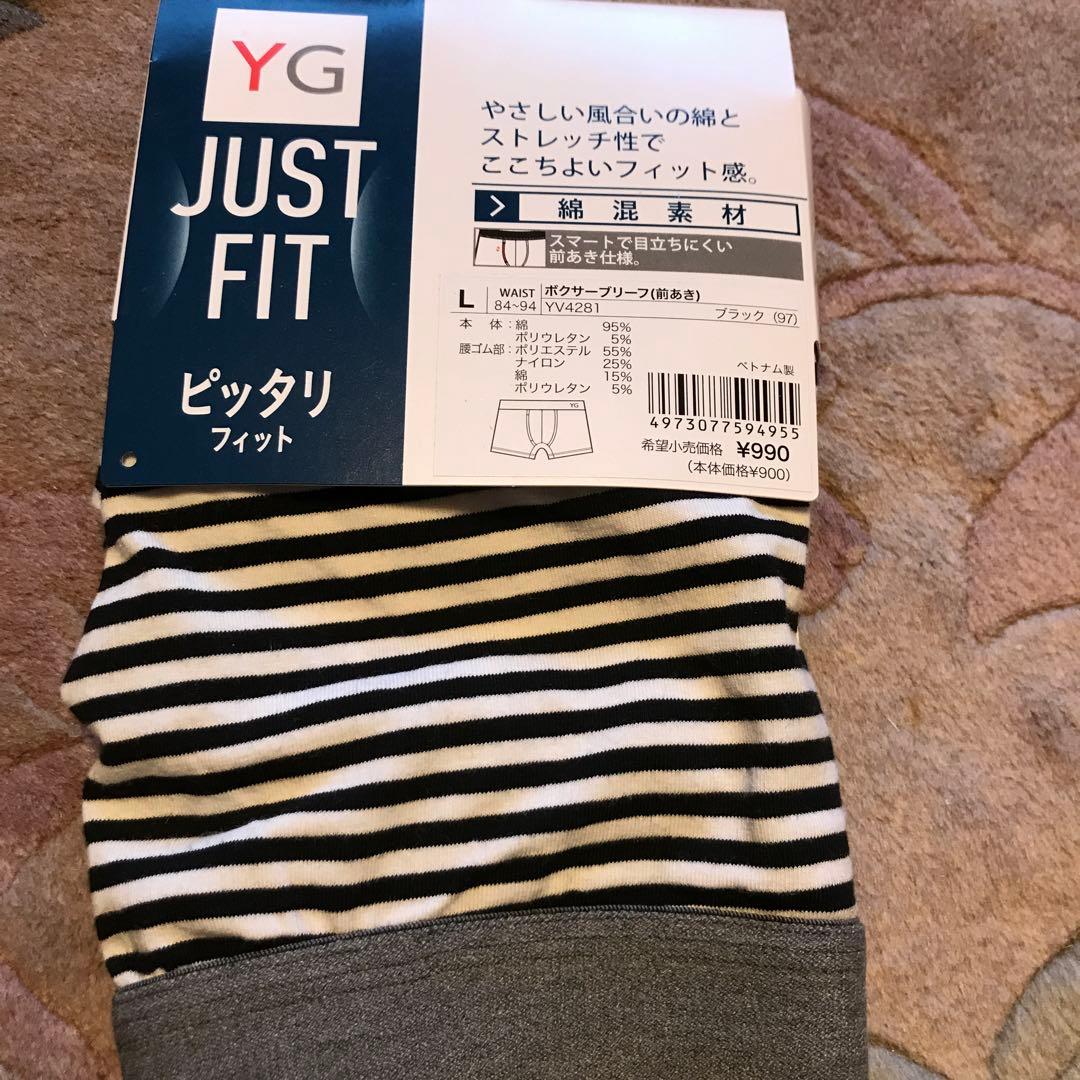 YG
JUST
FIT
ピッタリ
フィット
やさしい風合いの綿と
ストレッチ性で
ここちよいフィット感。
綿混素材
スマートで目立ちにくい
前あき仕様。
L WAIST 84~94 ボクサーブリーフ(前あき)
YV4281 ブラック (97)
本体:綿 95%
ポリウレタン 5%
腰ゴム部:ポリエステル 55%
ナイロン 25%
綿 15%
ポリウレタン 5%
ベトナム製
YG
4973077594955
希望小売価格 ¥990
(本体価格¥900)